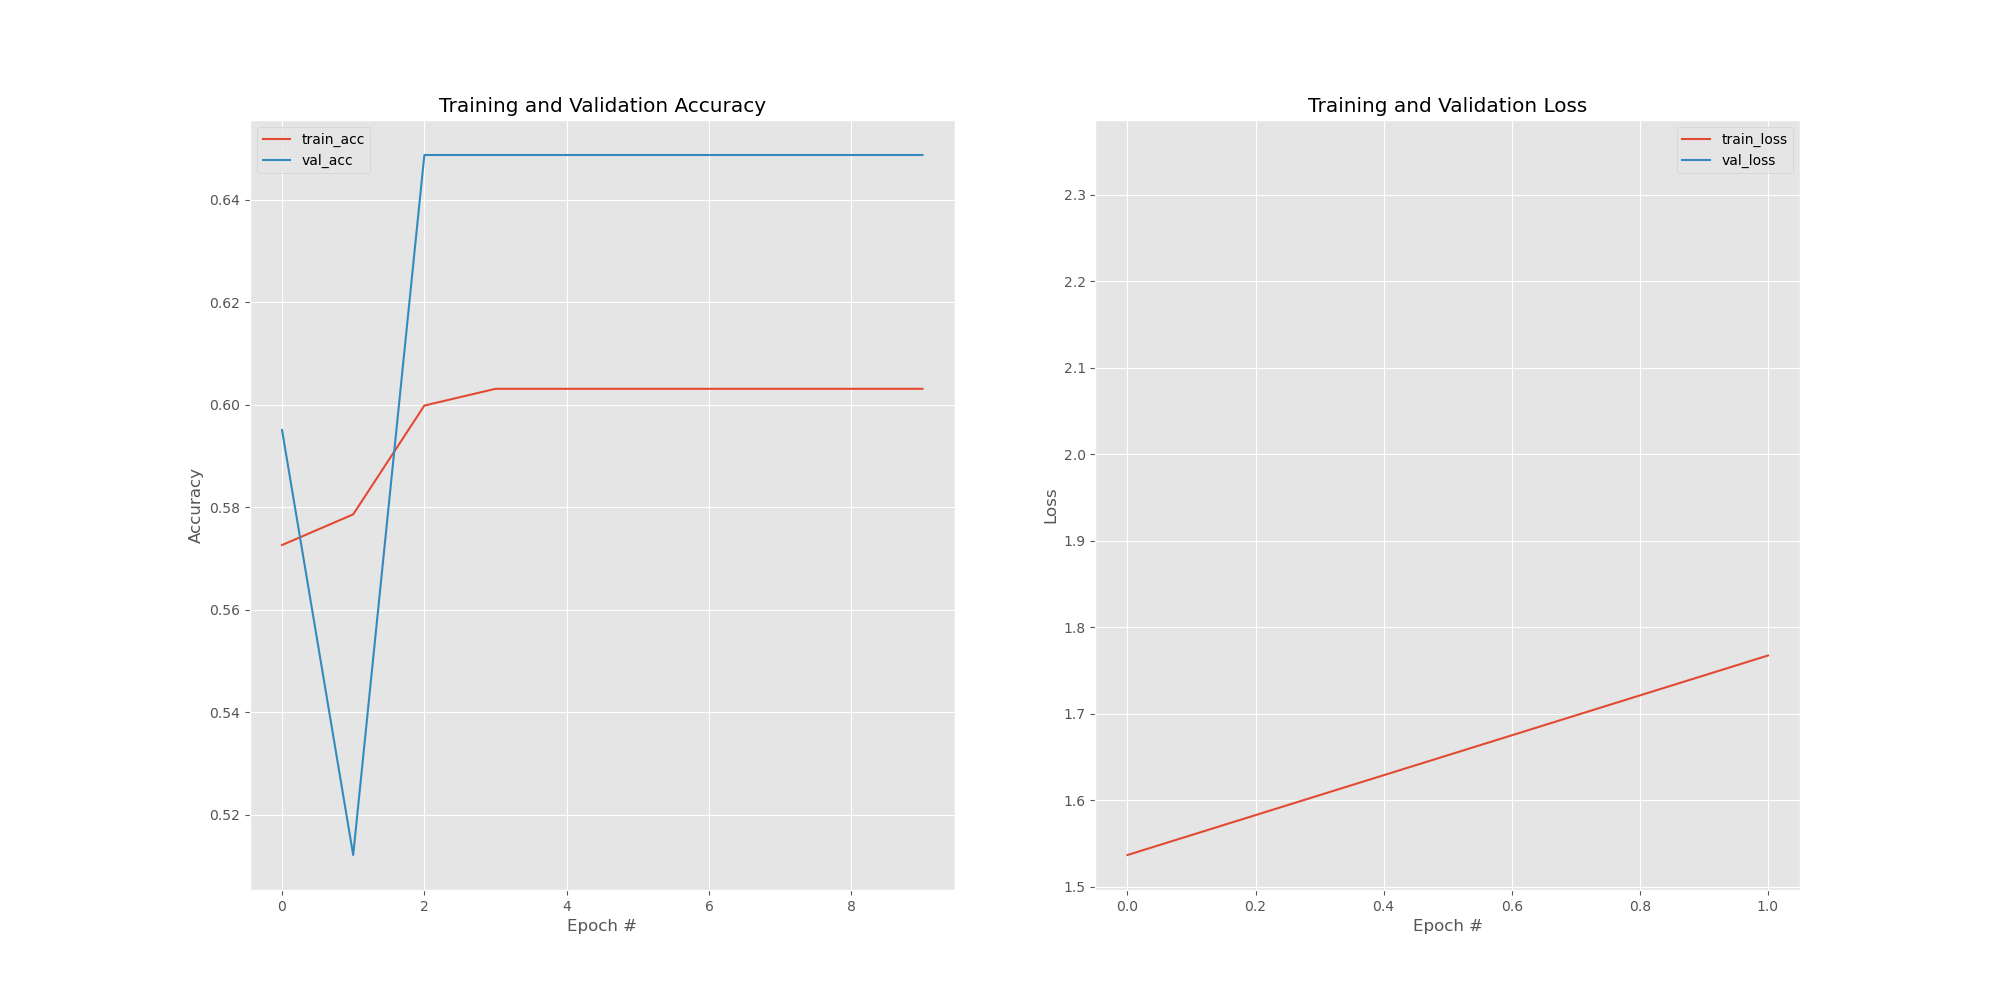 Training and Validation Accuracy
train_acc
val_acc
0.64
0.62
0.60
0.58
0.56
0.54
0.52
Accuracy
0 2 4 6 8
Epoch #
Training and Validation Loss
train_loss
val_loss
2.3
2.2
2.1
2.0
1.9
1.8
1.7
1.6
1.5
Loss
0.0 0.2 0.4 0.6 0.8 1.0
Epoch #